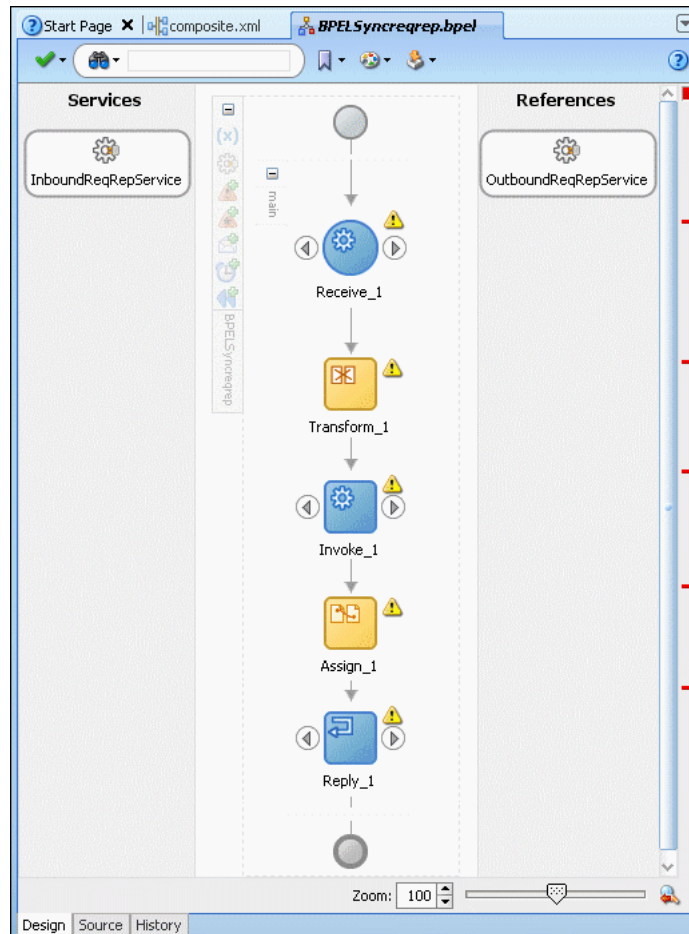 Start Page
composite.xml
BPELSyncreqrep.bpel
Services
References
InboundReqRepService
OutboundReqRepService
(x)
main
BPELSyncreqrep
Receive_1
Transform_1
Invoke_1
Assign_1
Reply_1
Zoom: 100
Design Source History